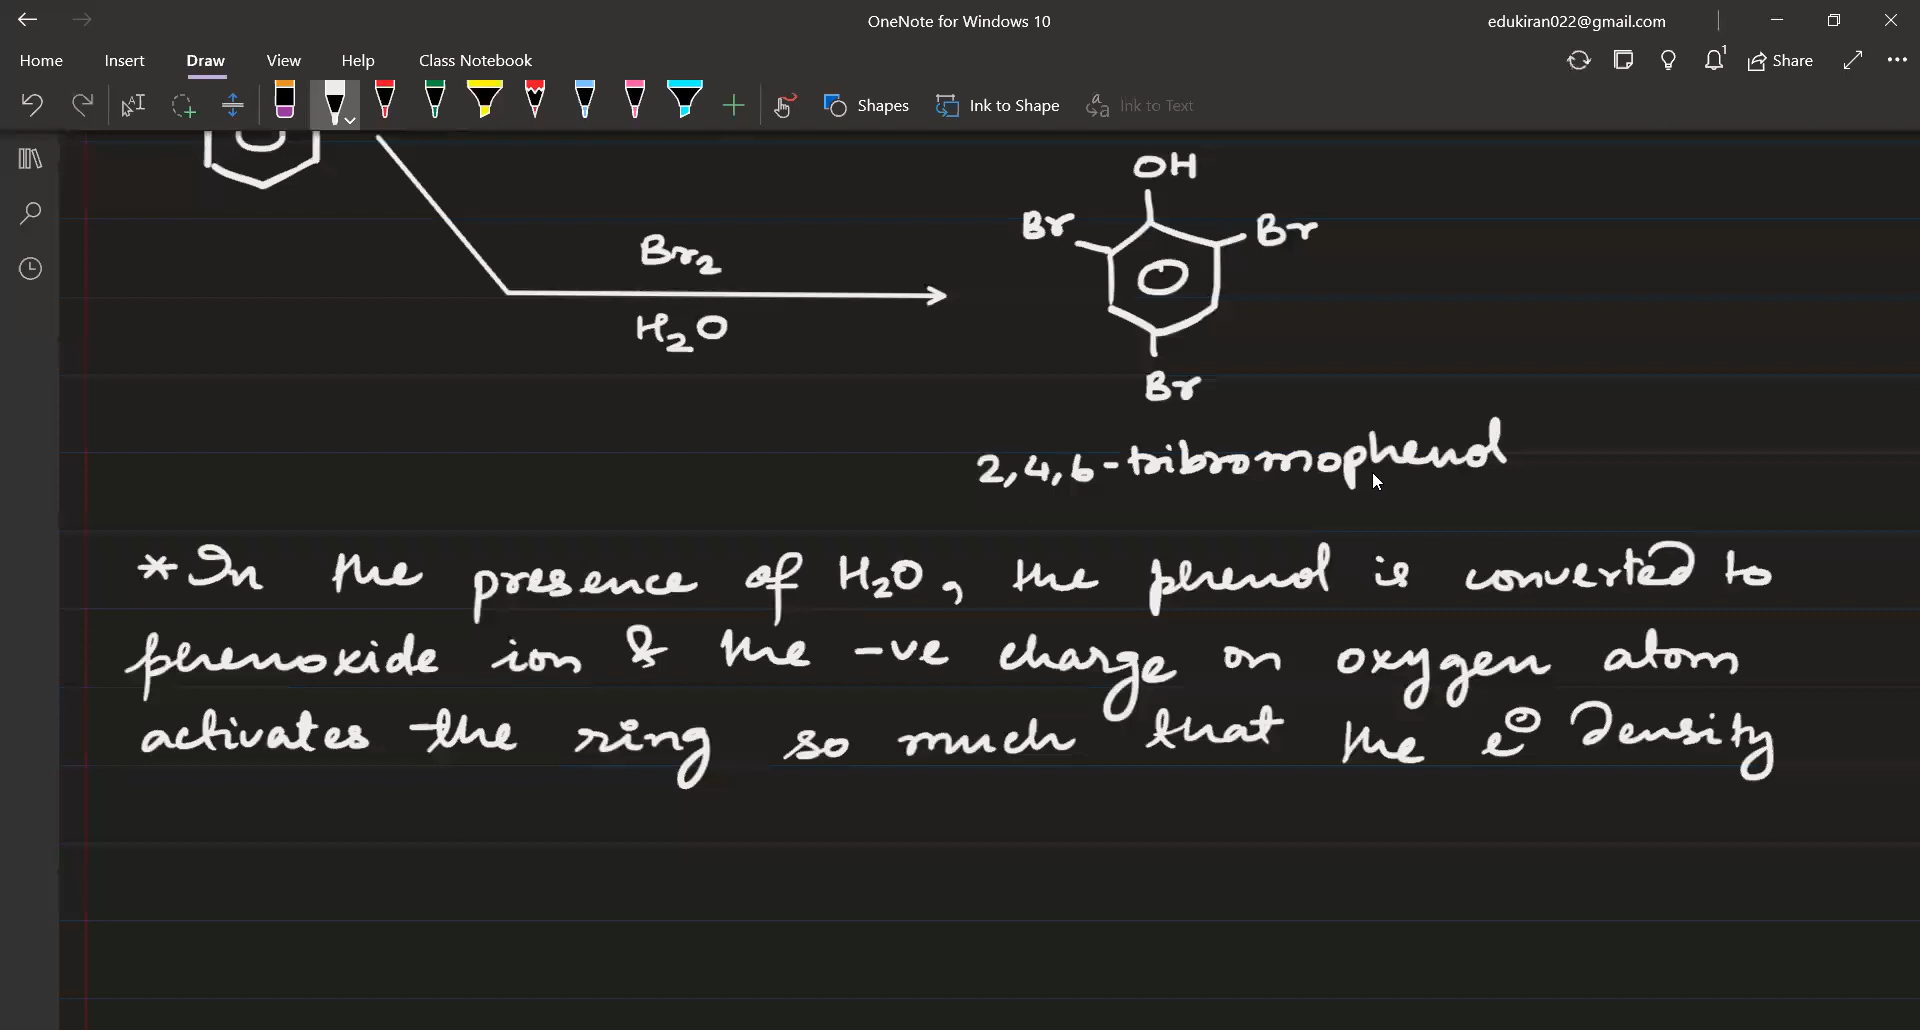 OneNote for Windows 10
edukiran022@gmail.com
Home Insert Draw View Help Class Notebook
1 Share
Shapes Ink to Shape Ink to Text
OH
Br Br
Br₂
H₂O
Br
2,4,6-tribromophenol
*In the presence of H₂O, the phenol is converted to
phenoxide ion & the -ve charge on oxygen atom
activates the ring so much that the e⊖ density